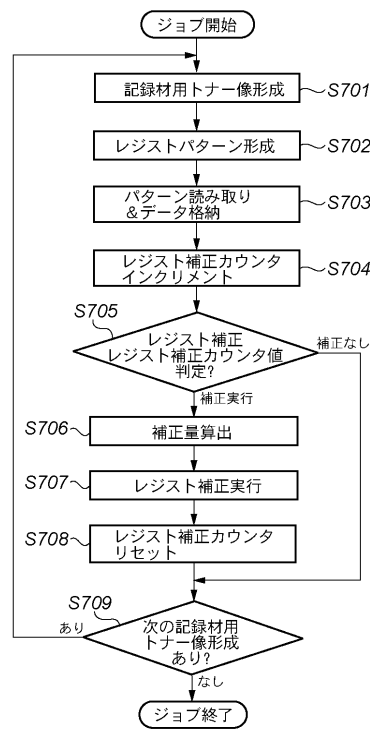 ジョブ開始
記録材用トナー像形成
S701
レジストパターン形成
S702
パターン読み取り
&データ格納
S703
レジスト補正カウンタ
インクリメント
S704
S705
レジスト補正
レジスト補正カウンタ値
判定?
補正なし
補正実行
S706
補正量算出
S707
レジスト補正実行
S708
レジスト補正カウンタ
リセット
S709
あり
次の記録材用
トナー像形成
あり?
なし
ジョブ終了